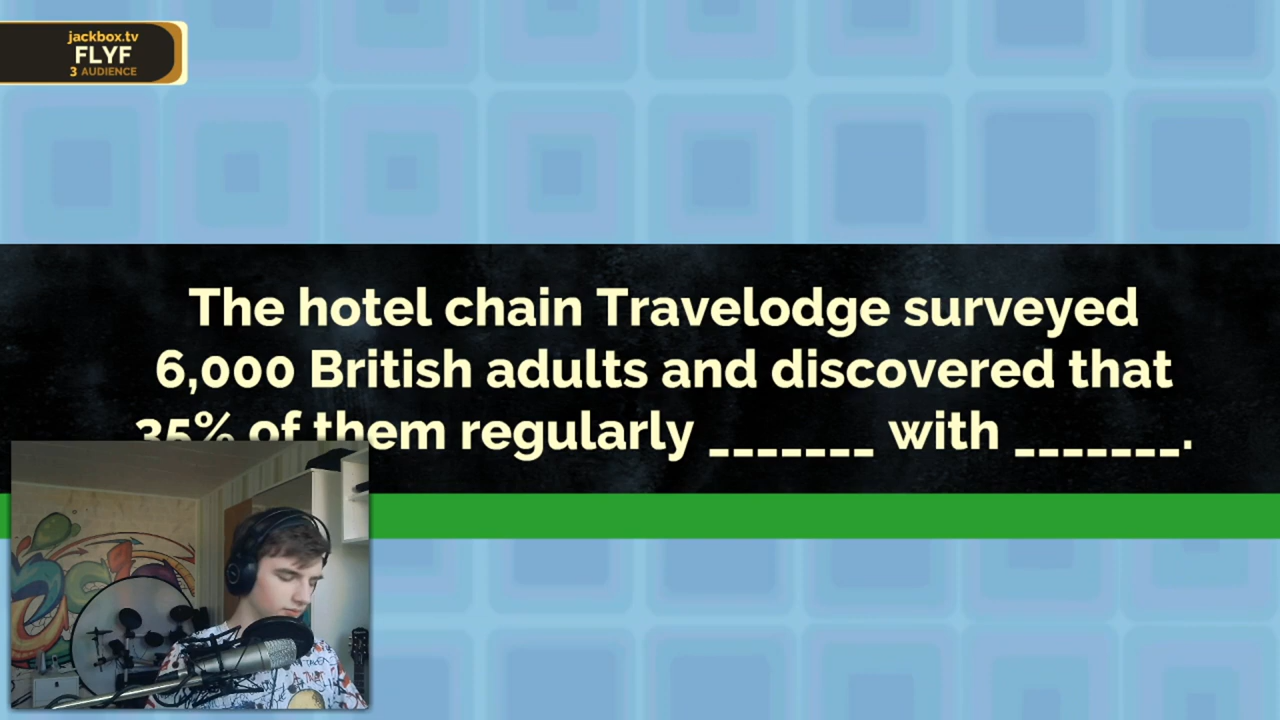 jackbox.tv
FLYF
3 AUDIENCE
The hotel chain Travelodge surveyed
6,000 British adults and discovered that
35% of them regularly _______ with _______.